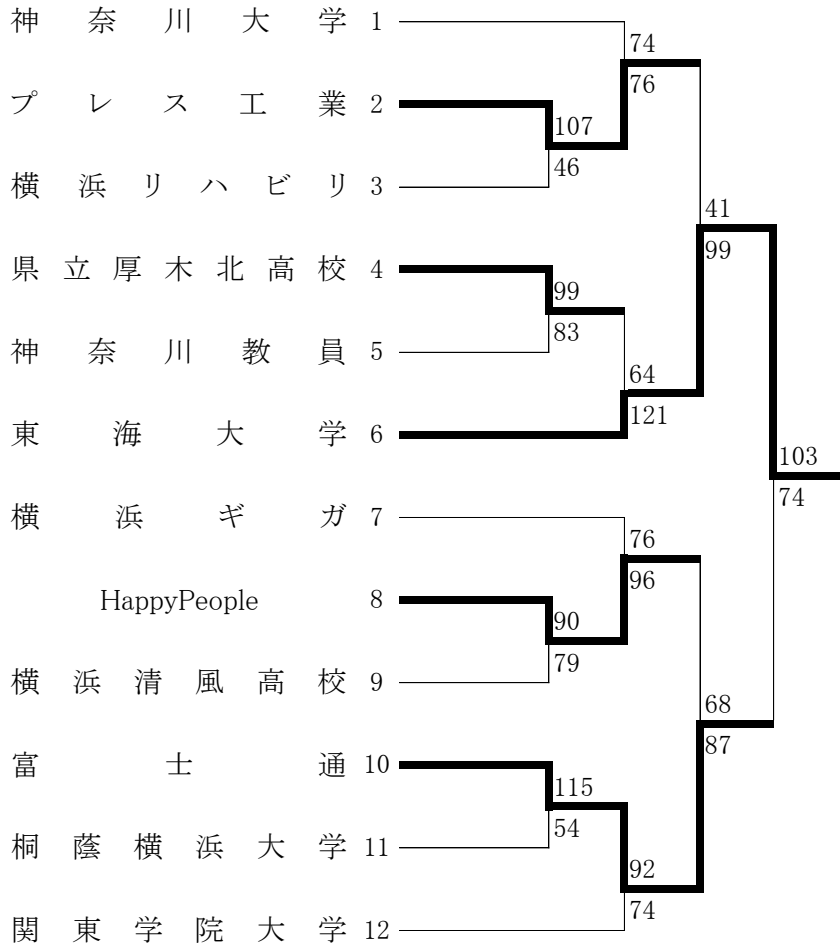 神奈川大学 1
74
プレス工業 2
76
107
横浜リハビリ 3
46
41
県立厚木北高校 4
99
99
神奈川教員 5
83
64
東海大学 6
121
103
横浜ギガ 7
74
76
HappyPeople 8
96
90
横浜清風高校 9
79
68
富士通 10
87
115
桐蔭横浜大学 11
54
92
関東学院大学 12
74